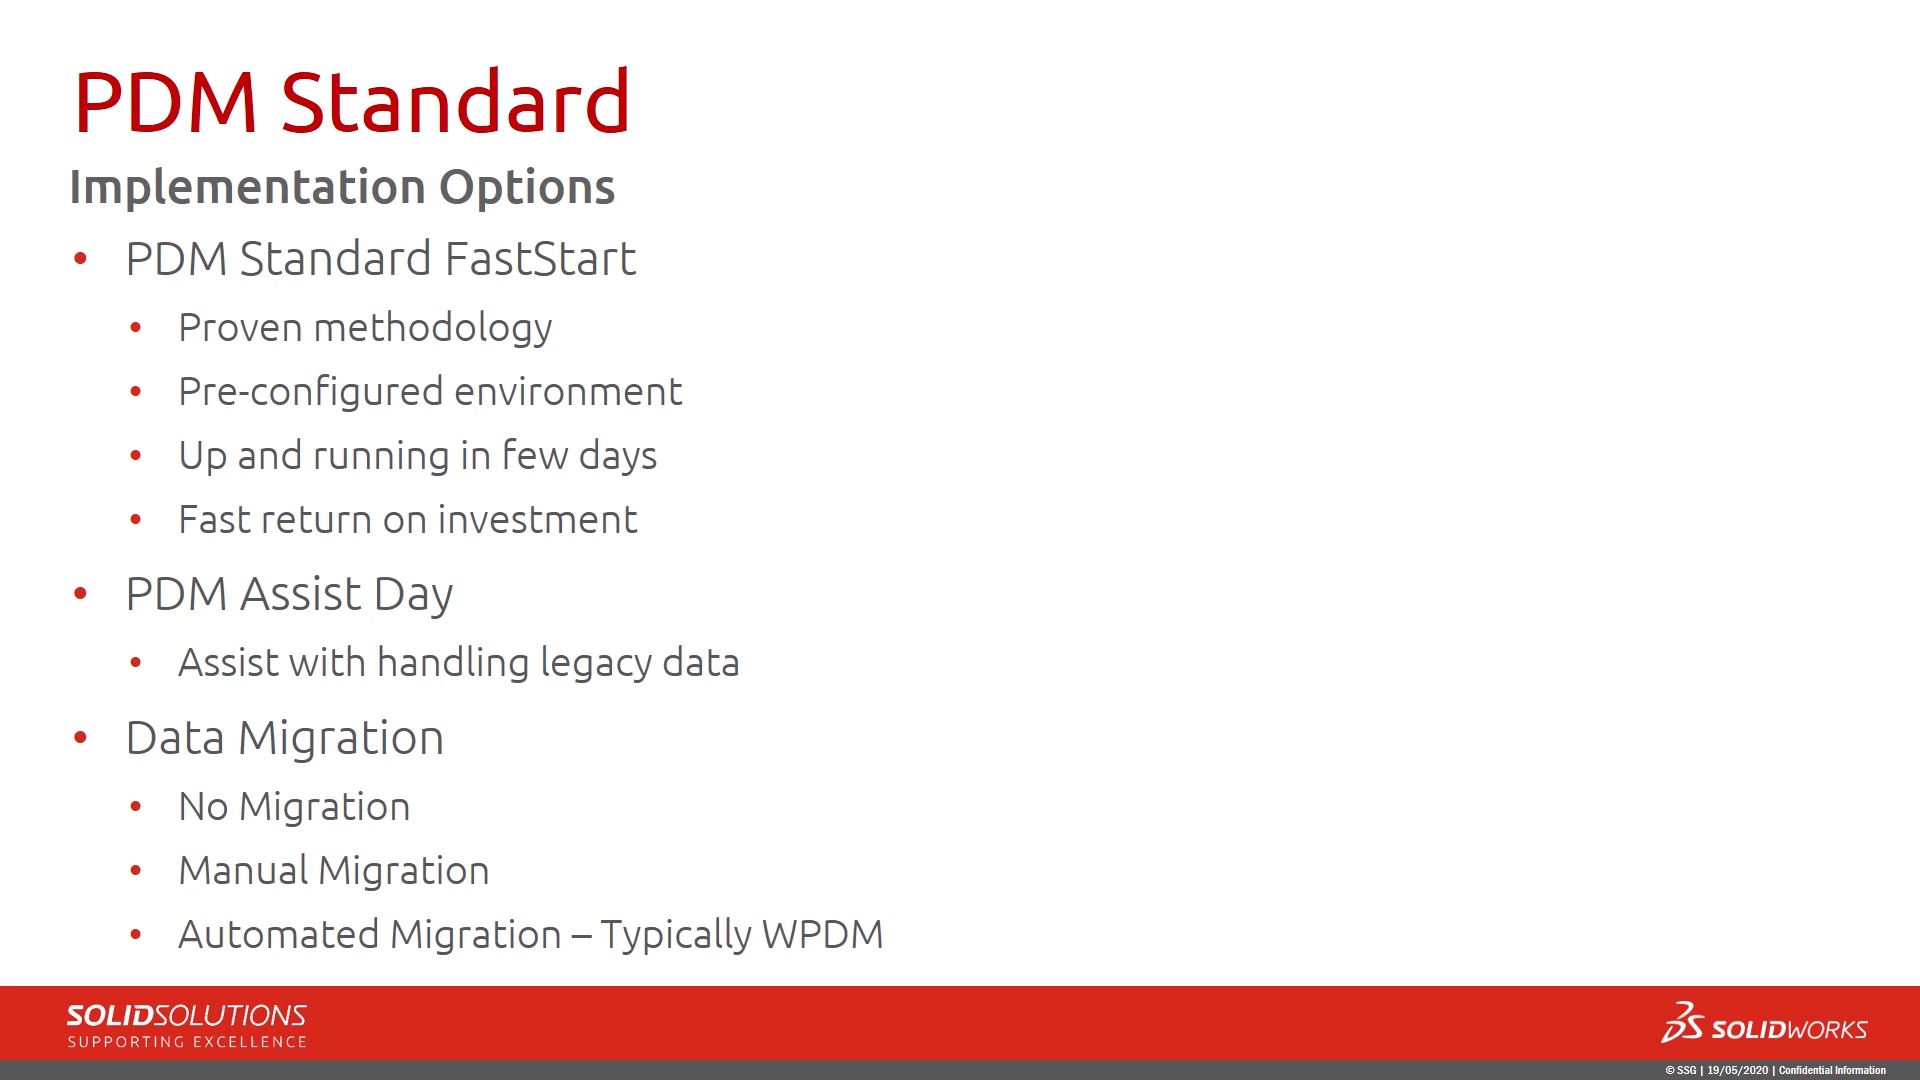 PDM Standard
Implementation Options
• PDM Standard FastStart
• Proven methodology
• Pre-configured environment
• Up and running in few days
• Fast return on investment
• PDM Assist Day
• Assist with handling legacy data
• Data Migration
• No Migration
• Manual Migration
• Automated Migration – Typically WPDM
SOLIDSOLUTIONS
SUPPORTING EXCELLENCE
SOLIDWORKS
© SSG | 19/05/2020 | Confidential Information